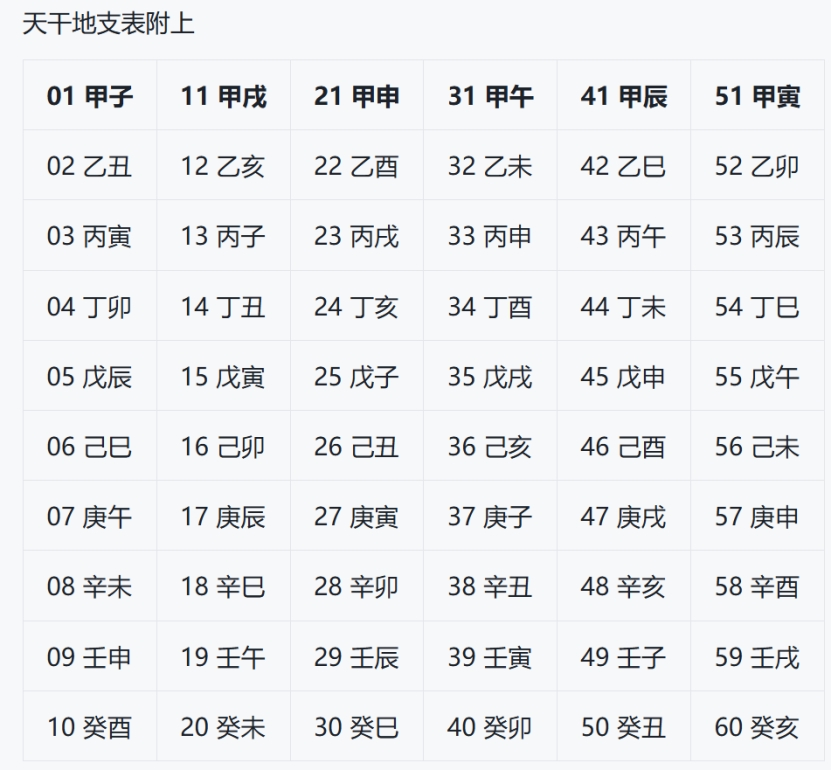 天干地支表附上
01 甲子 11 甲戌 21 甲申 31 甲午 41 甲辰 51 甲寅
02 乙丑 12 乙亥 22 乙酉 32 乙未 42 乙巳 52 乙卯
03 丙寅 13 丙子 23 丙戌 33 丙申 43 丙午 53 丙辰
04 丁卯 14 丁丑 24 丁亥 34 丁酉 44 丁未 54 丁巳
05 戊辰 15 戊寅 25 戊子 35 戊戌 45 戊申 55 戊午
06 己巳 16 己卯 26 己丑 36 己亥 46 己酉 56 己未
07 庚午 17 庚辰 27 庚寅 37 庚子 47 庚戌 57 庚申
08 辛未 18 辛巳 28 辛卯 38 辛丑 48 辛亥 58 辛酉
09 壬申 19 壬午 29 壬辰 39 壬寅 49 壬子 59 壬戌
10 癸酉 20 癸未 30 癸巳 40 癸卯 50 癸丑 60 癸亥